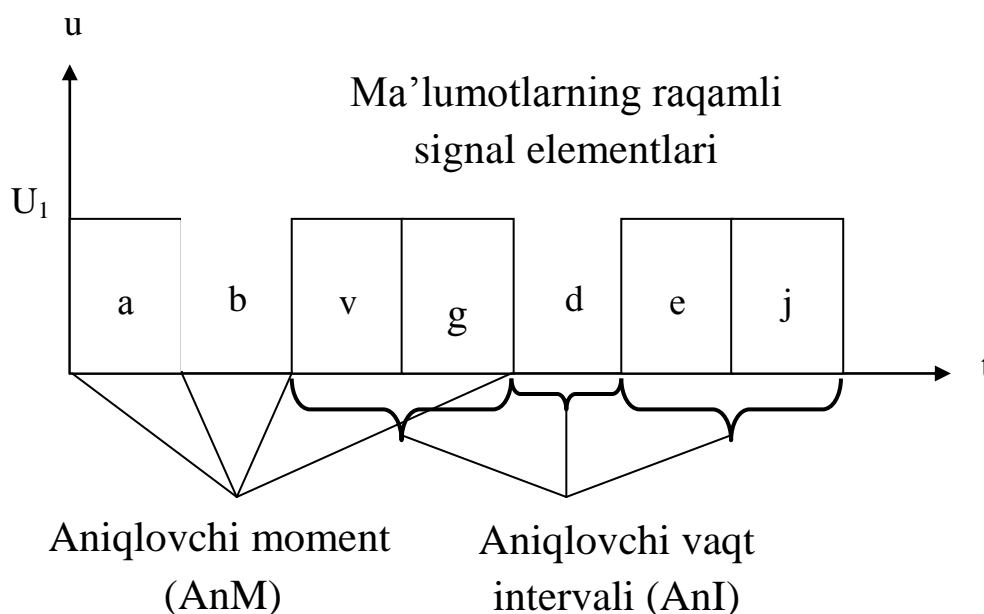 u
Ma’lumotlarning raqamli
signal elementlari
U₁
a b v g d e j
t
Aniqlovchi moment
(AnM)
Aniqlovchi vaqt
intervali (AnI)